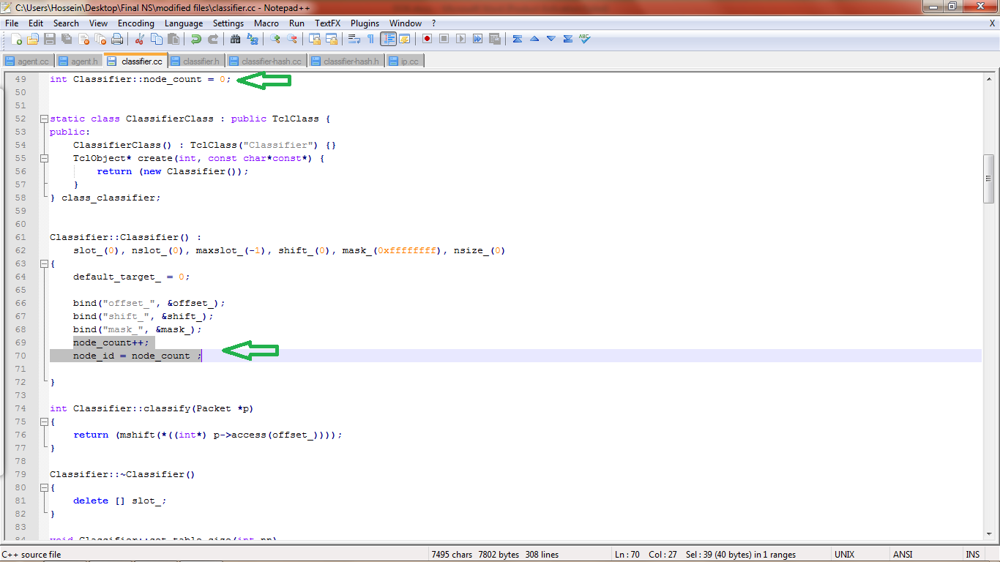 C:\Users\Hossein\Desktop\Final NS\modified files\classifier.cc - Notepad++
File Edit Search View Encoding Language Settings Macro Run TextFX Plugins Window ? X
agent.cc agent.h classifier.cc classifier.h classifier-hash.cc classifier-hash.h ip.cc
49 int Classifier::node_count = 0;
50
51
52 static class ClassifierClass : public TclClass {
53 public:
54     ClassifierClass() : TclClass("Classifier") {}
55     TclObject* create(int, const char*const*) {
56         return (new Classifier());
57     }
58 } class_classifier;
59
60
61 Classifier::Classifier() :
62     slot_(0), nslot_(0), maxslot_(-1), shift_(0), mask_(0xffffffff), nsize_(0)
63 {
64     default_target_ = 0;
65
66     bind("offset_", &offset_);
67     bind("shift_", &shift_);
68     bind("mask_", &mask_);
69     node_count++;
70     node_id = node_count ;
71
72 }
73
74 int Classifier::classify(Packet *p)
75 {
76     return (mshift(*((int*) p->access(offset_))));
77 }
78
79 Classifier::~Classifier()
80 {
81     delete [] slot_;
82 }
83
84 void Classifier::set_table_size(int nn)
C++ source file 7495 chars 7802 bytes 308 lines Ln : 70 Col : 27 Sel : 39 (40 bytes) in 1 ranges UNIX ANSI INS